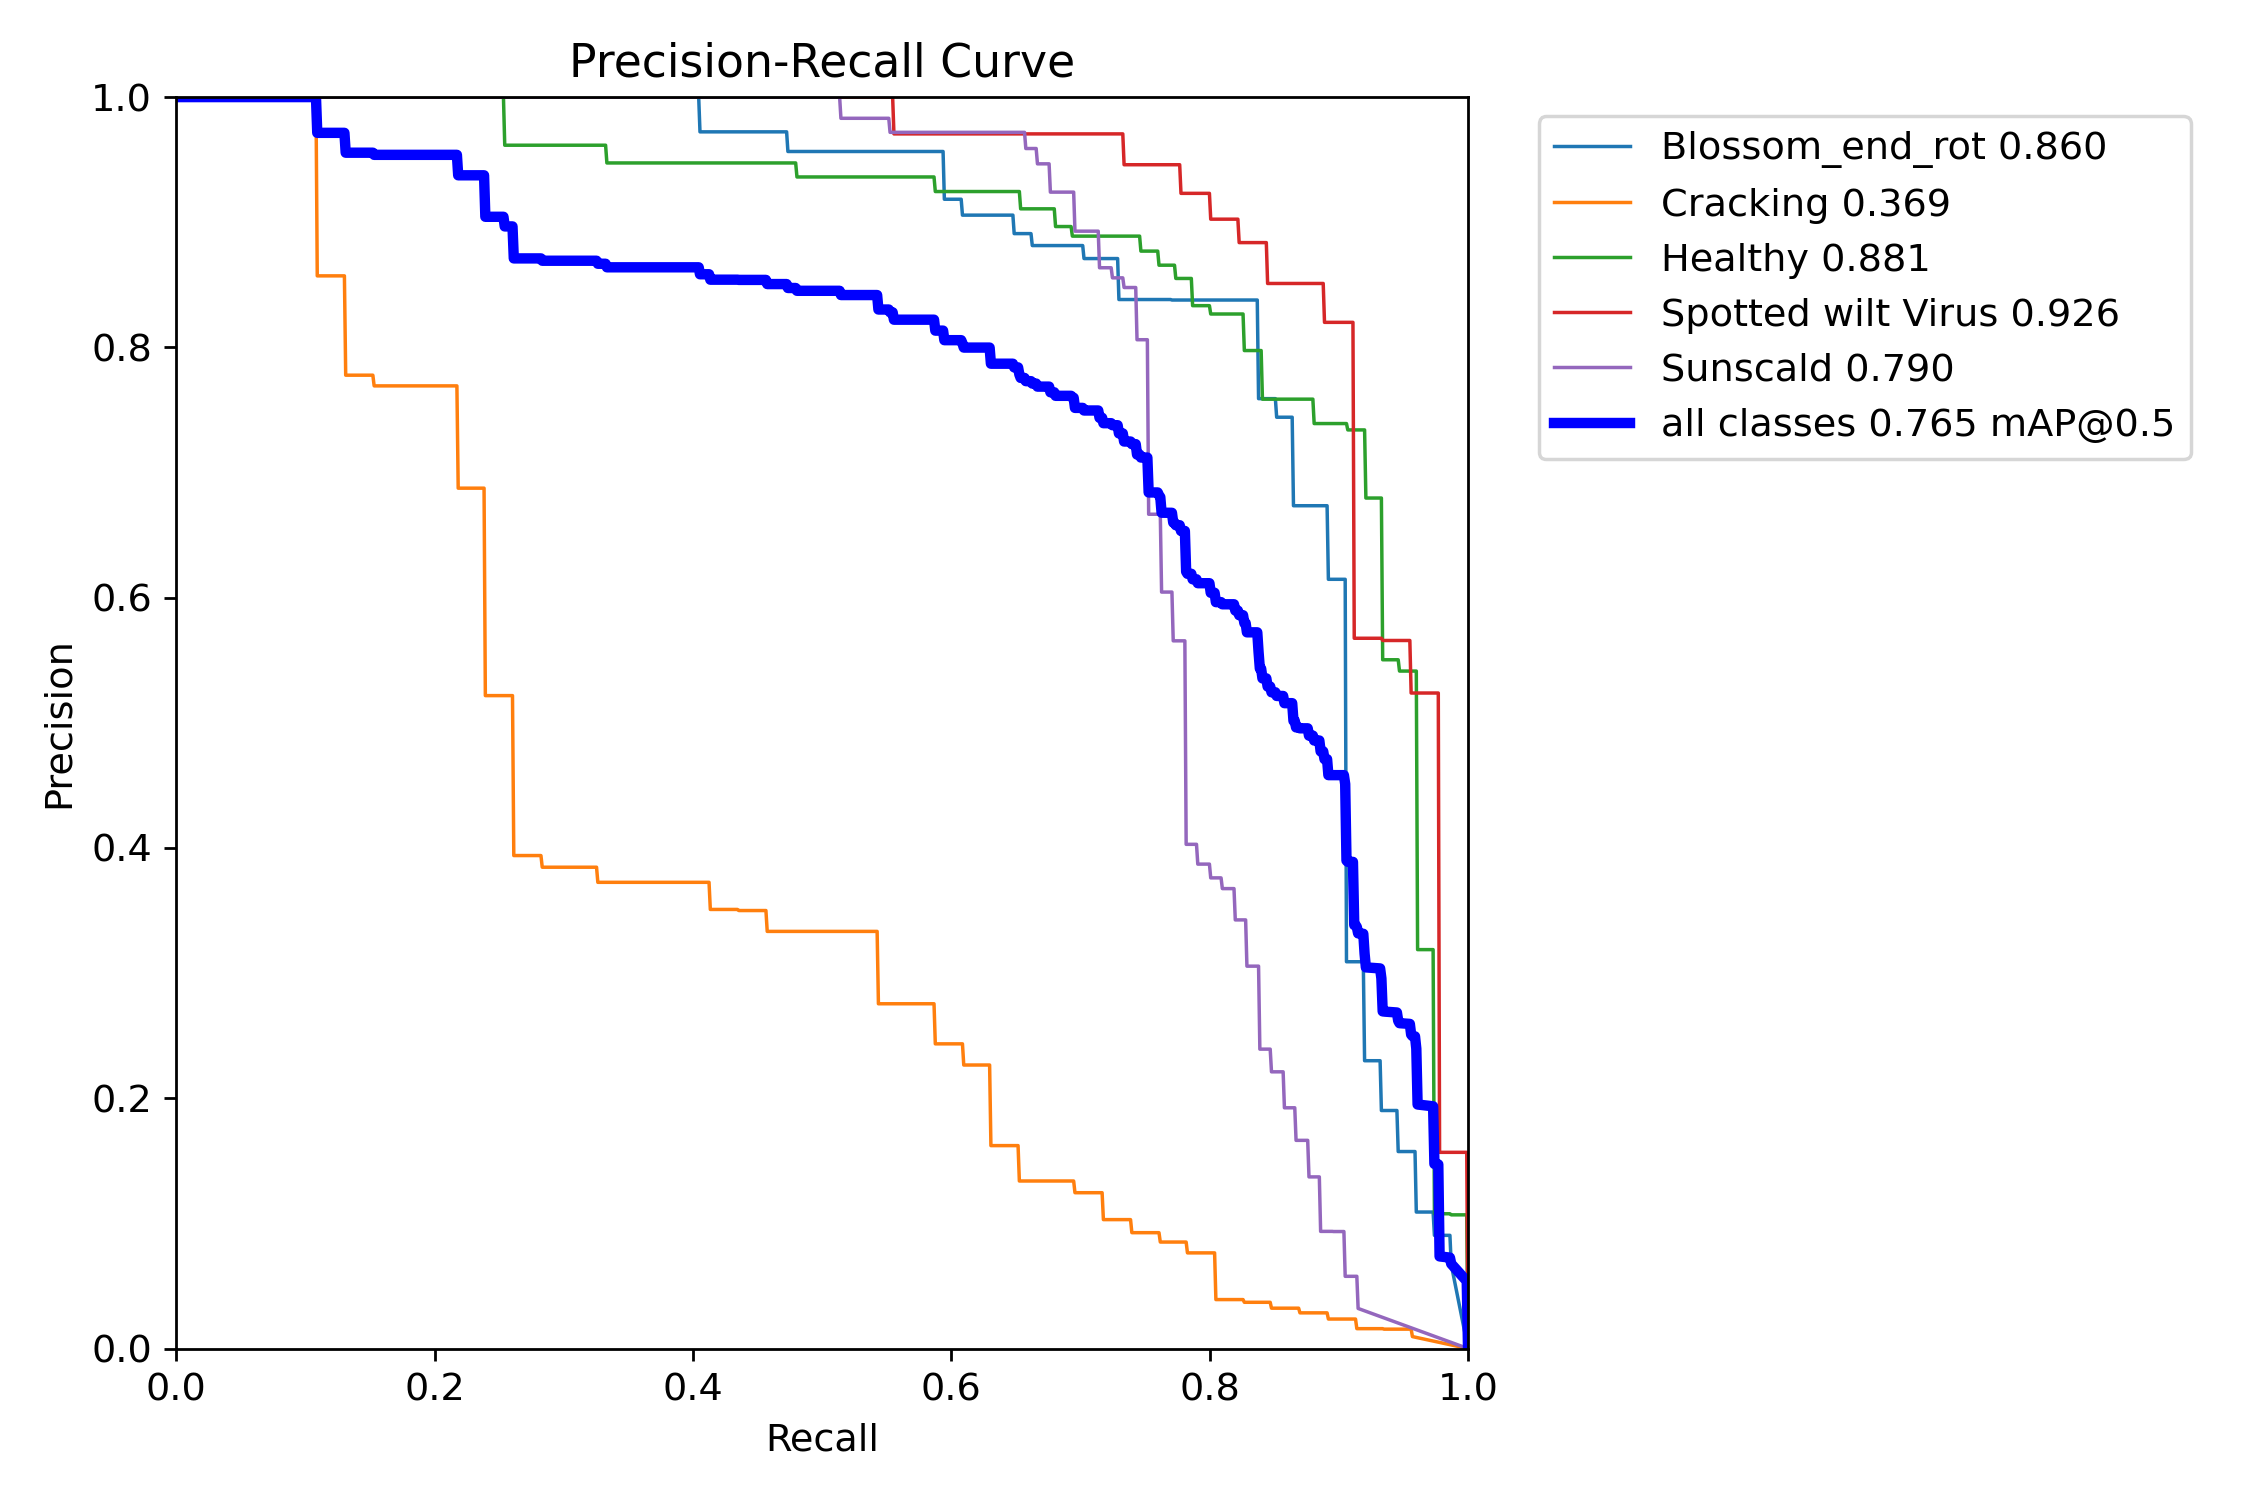 Precision-Recall Curve
1.0
0.8
0.6
0.4
0.2
0.0
Precision
0.0 0.2 0.4 0.6 0.8 1.0
Recall
Blossom_end_rot 0.860
Cracking 0.369
Healthy 0.881
Spotted wilt Virus 0.926
Sunscald 0.790
all classes 0.765 mAP@0.5